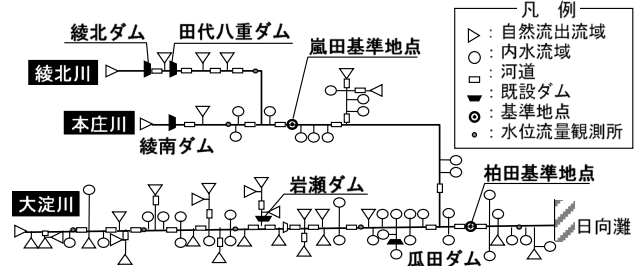 凡 例
：自然流出流域
：内水流域
：河道
：既設ダム
：基準地点
：水位流量観測所
綾北ダム
田代八重ダム
嵐田基準地点
綾北川
本庄川
綾南ダム
岩瀬ダム
柏田基準地点
大淀川
日向灘
瓜田ダム